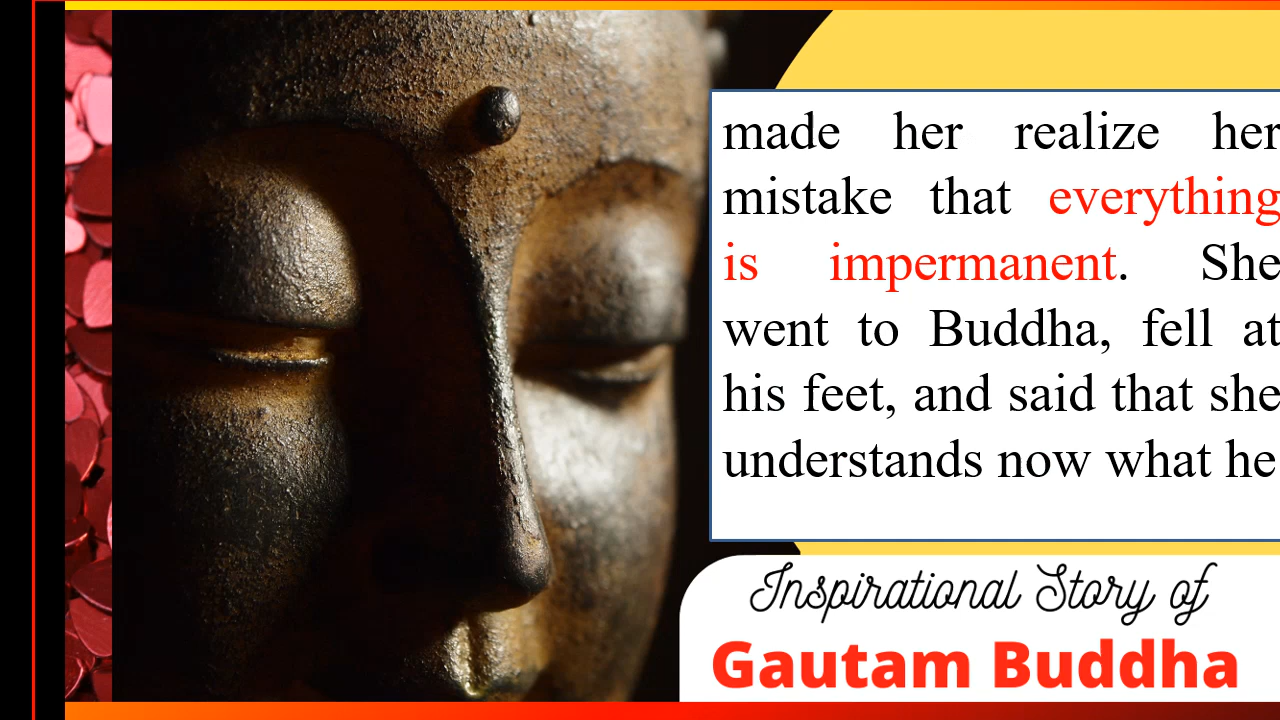 made her realize her
mistake that everything
is impermanent. She
went to Buddha, fell at
his feet, and said that she
understands now what he
Inspirational Story of
Gautam Buddha